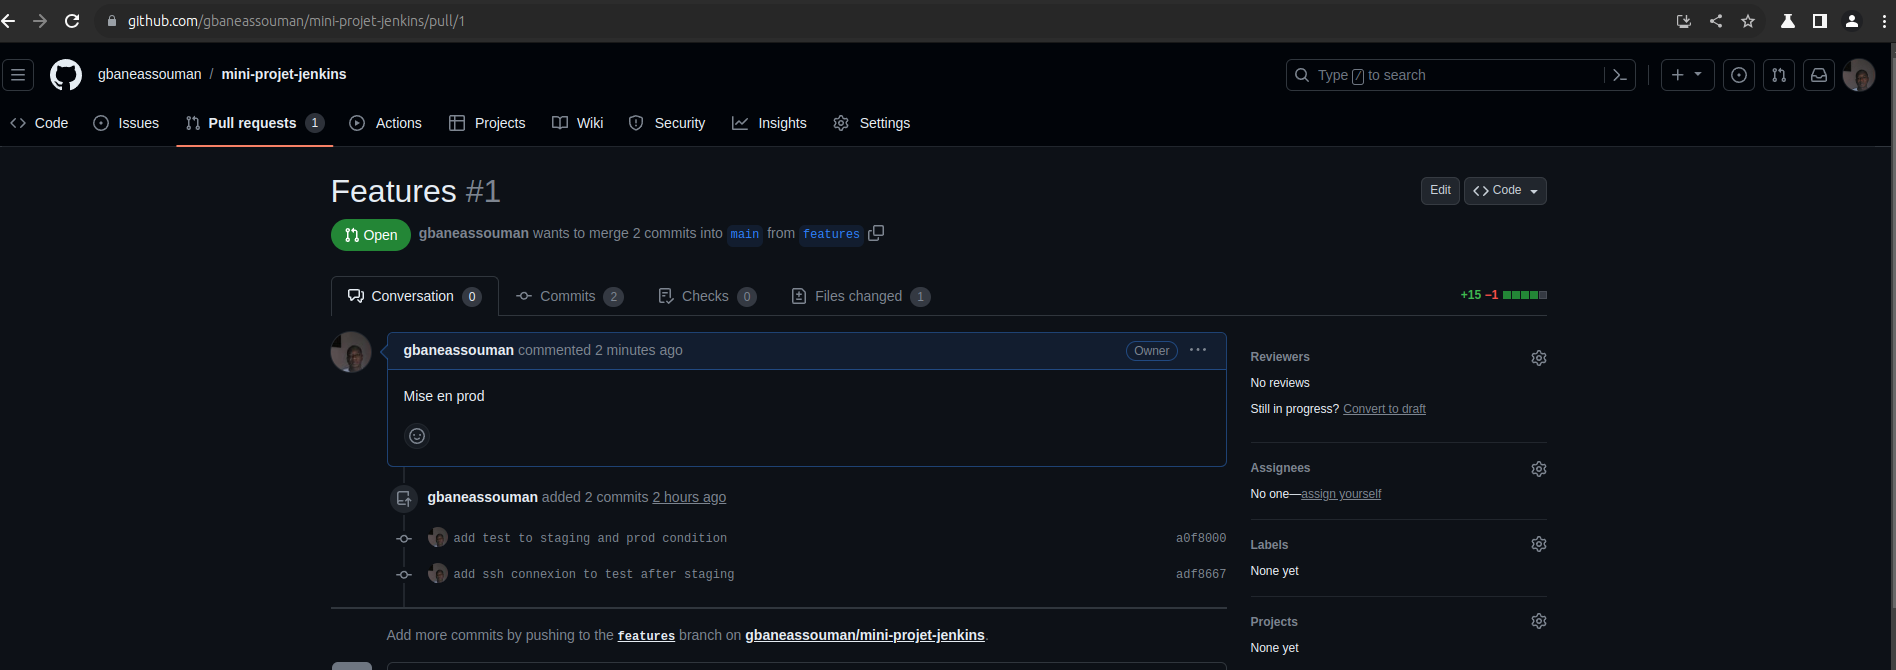 github.com/gbaneassouman/mini-projet-jenkins/pull/1
gbaneassouman / mini-projet-jenkins
Type / to search
Code Issues Pull requests 1 Actions Projects Wiki Security Insights Settings
Features #1
Edit Code
Open gbaneassouman wants to merge 2 commits into main from features
Conversation 0 Commits 2 Checks 0 Files changed 1 +15 −1
gbaneassouman commented 2 minutes ago Owner
Mise en prod
gbaneassouman added 2 commits 2 hours ago
add test to staging and prod condition a0f8000
add ssh connexion to test after staging adf8667
Add more commits by pushing to the features branch on gbaneassouman/mini-projet-jenkins.
Reviewers
No reviews
Still in progress? Convert to draft
Assignees
No one—assign yourself
Labels
None yet
Projects
None yet